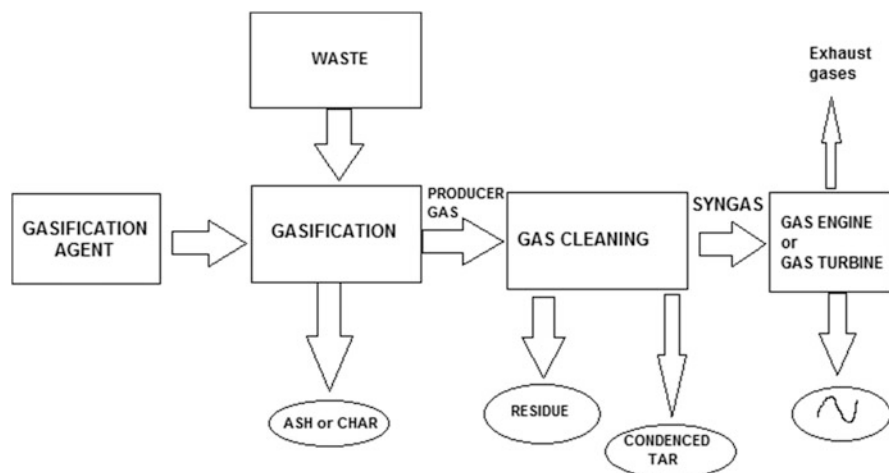 WASTE
Exhaust
gases
GASIFICATION
AGENT
GASIFICATION
PRODUCER
GAS
GAS CLEANING
SYNGAS
GAS ENGINE
or
GAS TURBINE
ASH or CHAR
RESIDUE
CONDENCED
TAR